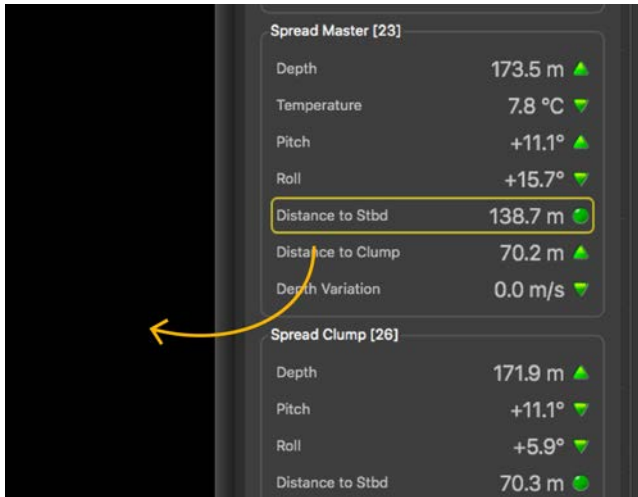 Spread Master [23]
Depth 173.5 m
Temperature 7.8 °C
Pitch +11.1°
Roll +15.7°
Distance to Stbd 138.7 m
Distance to Clump 70.2 m
Depth Variation 0.0 m/s
Spread Clump [26]
Depth 171.9 m
Pitch +11.1°
Roll +5.9°
Distance to Stbd 70.3 m